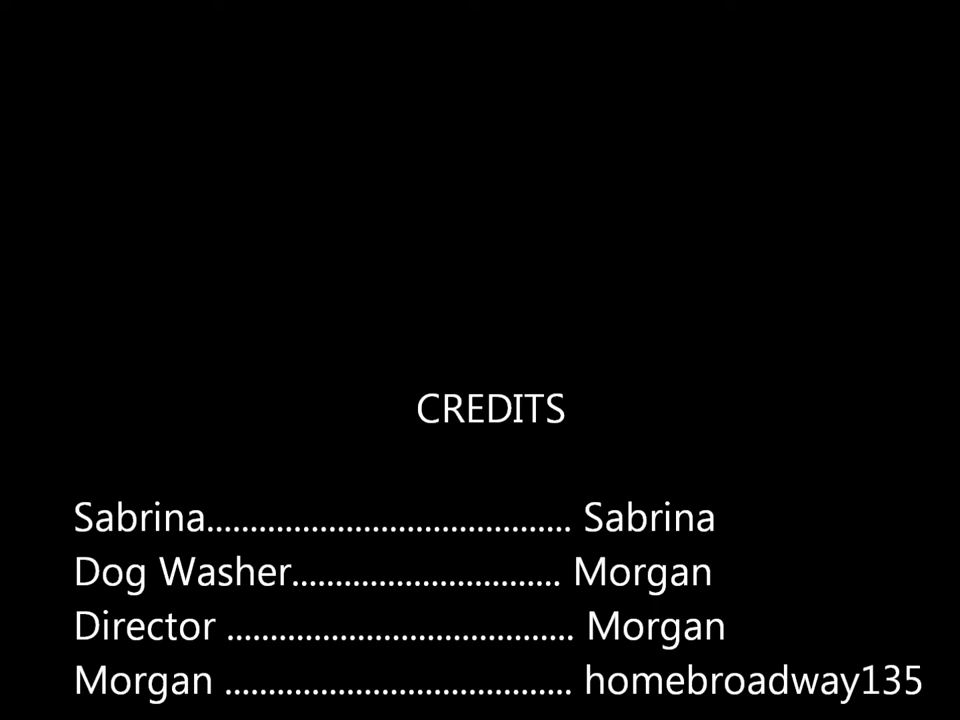 CREDITS
Sabrina.......................................... Sabrina
Dog Washer............................... Morgan
Director ........................................ Morgan
Morgan ........................................ homebroadway135